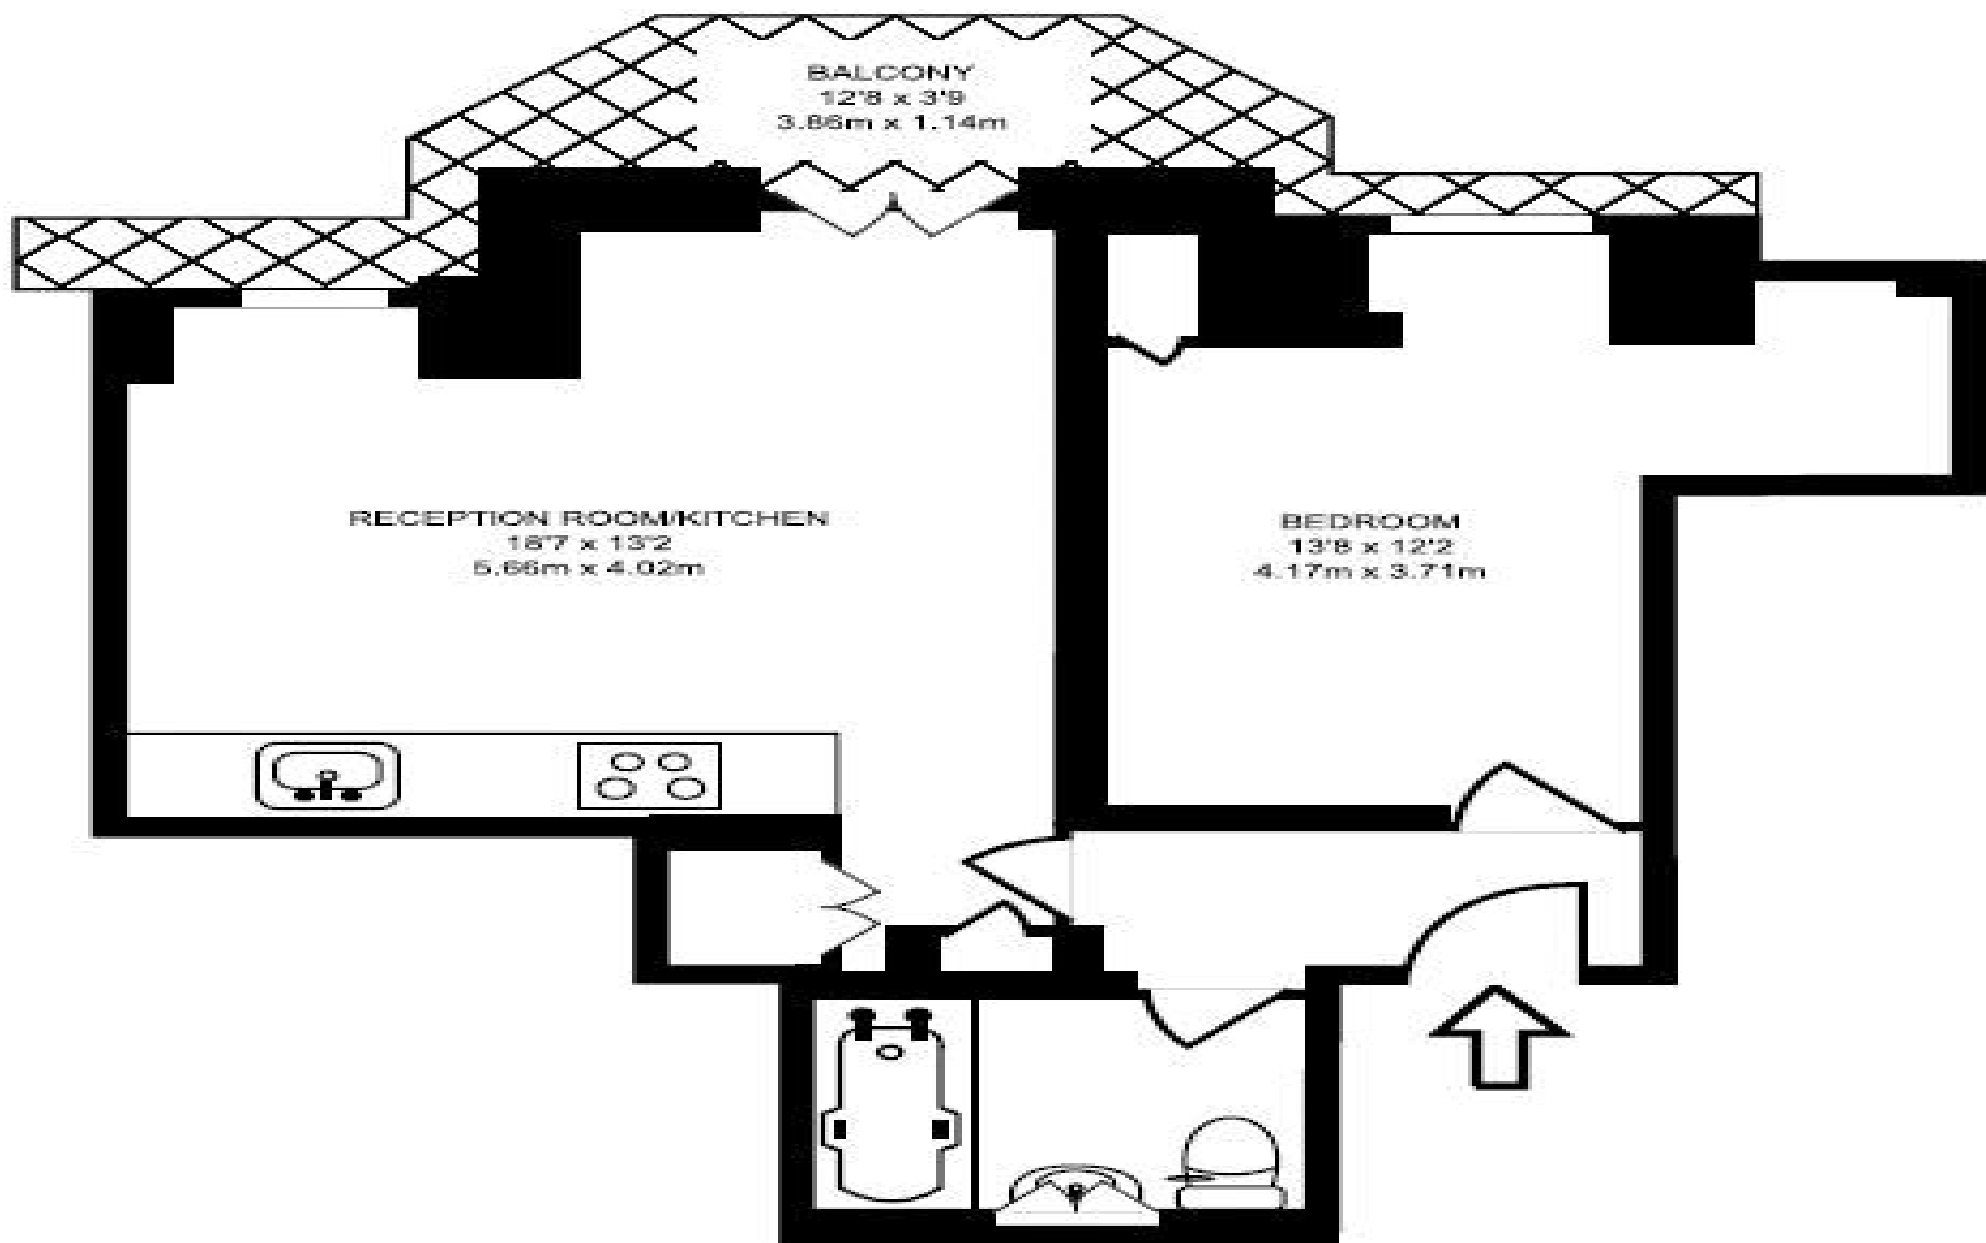 BALCONY
12'8 x 3'9
3.86m x 1.14m
RECEPTION ROOM/KITCHEN
18'7 x 13'2
5.66m x 4.02m
BEDROOM
13'8 x 12'2
4.17m x 3.71m